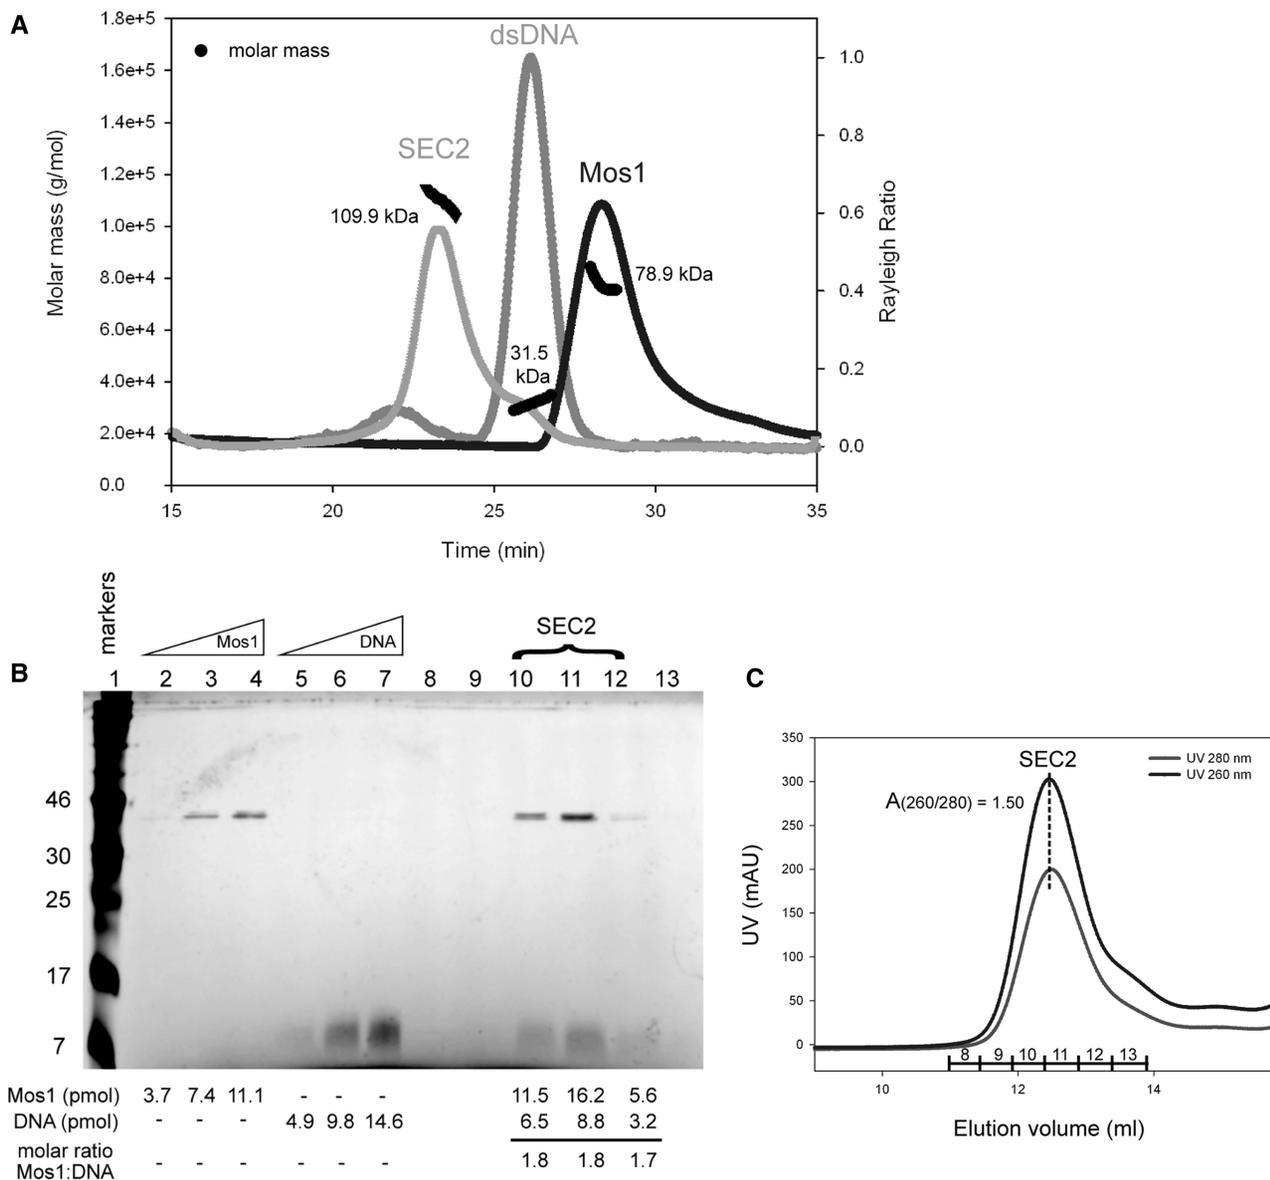 A
1.8e+5
1.6e+5
1.4e+5
1.2e+5
1.0e+5
8.0e+4
6.0e+4
4.0e+4
2.0e+4
0.0
Molar mass (g/mol)
molar mass
dsDNA
SEC2
Mos1
109.9 kDa
78.9 kDa
31.5
kDa
1.0
0.8
0.6
0.4
0.2
0.0
Rayleigh Ratio
15 20 25 30 35
Time (min)
B
markers
Mos1
DNA
SEC2
1 2 3 4 5 6 7 8 9 10 11 12 13
46
30
25
17
7
Mos1 (pmol) 3.7 7.4 11.1 - - - 11.5 16.2 5.6
DNA (pmol) - - - 4.9 9.8 14.6 6.5 8.8 3.2
molar ratio
Mos1:DNA - - - - - - 1.8 1.8 1.7
C
350
300
250
200
150
100
50
0
UV (mAU)
SEC2
UV 280 nm
UV 260 nm
A(260/280) = 1.50
8 9 10 11 12 13
10 12 14
Elution volume (ml)